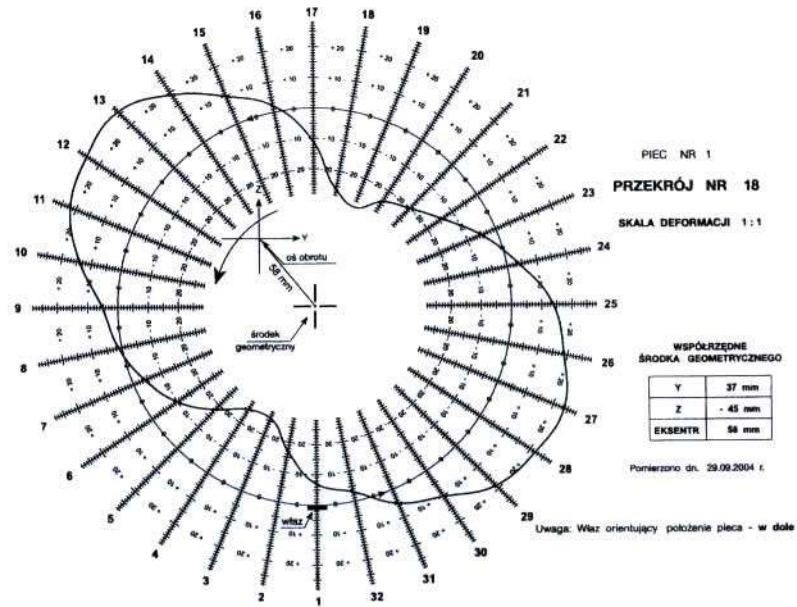 17
16
18
15
19
14
20
13
21
12
22
11
23
10
24
9
25
8
26
7
27
6
28
5
29
4
30
3
31
2
32
1
Z
Y
oś obrotu
58 mm
środek
geometryczny
właz
PIEC NR 1
PRZEKRÓJ NR 18
SKALA DEFORMACJI 1:1
WSPÓŁRZĘDNE
ŚRODKA GEOMETRYCZNEGO
Y 37 mm
Z - 45 mm
EKSENTR 58 mm
Pomierzono dn. 29.09.2004 r.
Uwaga: Właz orientujący położenie pieca - w dole